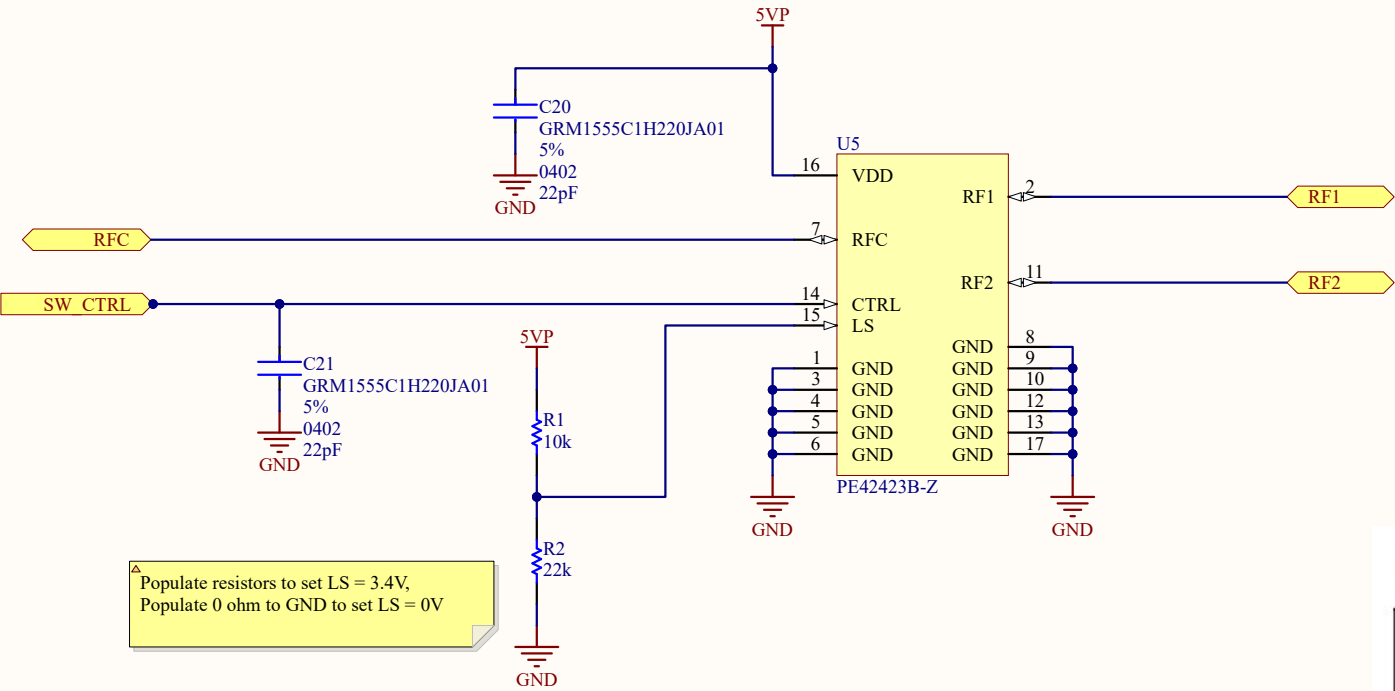 5VP
C20
GRM1555C1H220JA01
5%
0402
22pF
GND
U5
16
VDD
RF1
2
RF1
RFC
7
RFC
RF2
11
RF2
SW_CTRL
14
CTRL
15
LS
C21
GRM1555C1H220JA01
5%
0402
22pF
GND
5VP
R1
10k
R2
22k
GND
1
GND
3
GND
4
GND
5
GND
6
GND
GND
8
GND
9
GND
10
GND
12
GND
13
GND
17
PE42423B-Z
GND
GND
Populate resistors to set LS = 3.4V,
Populate 0 ohm to GND to set LS = 0V